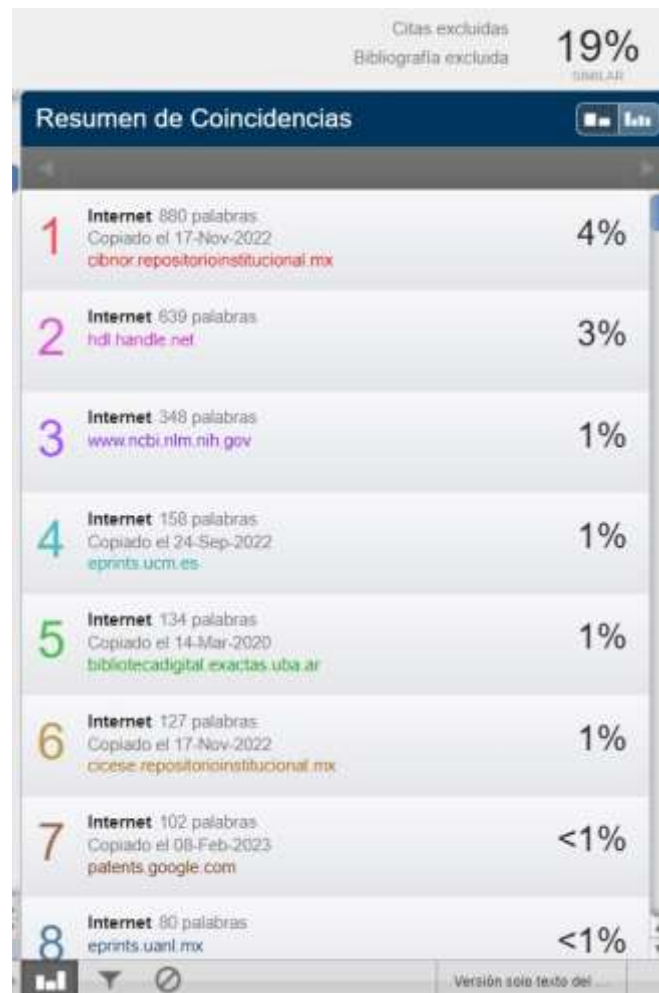 Citas excluidas
Bibliografía excluida
19%
SIMILAR
Resumen de Coincidencias
1
Internet 880 palabras
Copiado el 17-Nov-2022
cibnor.repositorioinstitucional.mx
4%
2
Internet 639 palabras
hdl.handle.net
3%
3
Internet 348 palabras
www.ncbi.nlm.nih.gov
1%
4
Internet 158 palabras
Copiado el 24-Sep-2022
eprints.ucm.es
1%
5
Internet 134 palabras
Copiado el 14-Mar-2020
bibliotecadigital.exactas.uba.ar
1%
6
Internet 127 palabras
Copiado el 17-Nov-2022
cicese.repositorioinstitucional.mx
1%
7
Internet 102 palabras
Copiado el 08-Feb-2023
patents.google.com
<1%
8
Internet 80 palabras
eprints.uanl.mx
<1%
Versión solo texto del ...